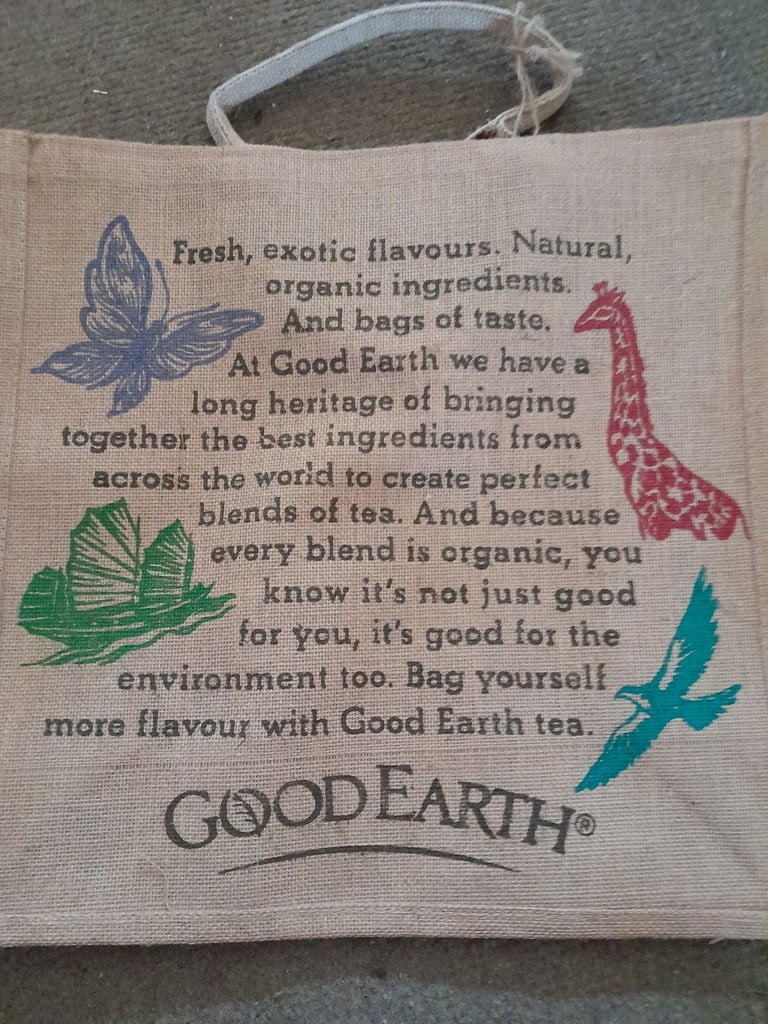 Fresh, exotic flavours. Natural,
organic ingredients.
And bags of taste.
At Good Earth we have a
long heritage of bringing
together the best ingredients from
across the world to create perfect
blends of tea. And because
every blend is organic, you
know it's not just good
for you, it's good for the
environment too. Bag yourself
more flavour with Good Earth tea.
GOOD EARTH®